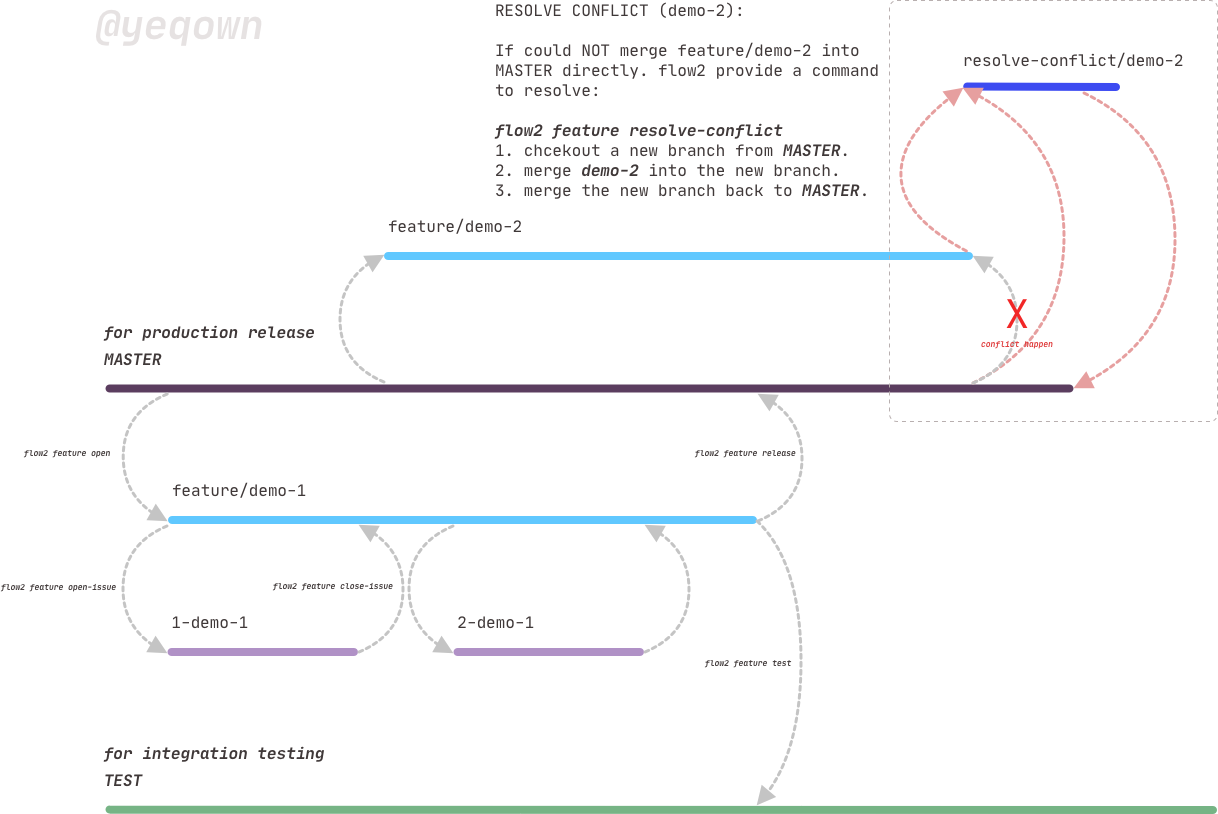 @yeqown
RESOLVE CONFLICT (demo-2):
If could NOT merge feature/demo-2 into
MASTER directly. flow2 provide a command
to resolve:
flow2 feature resolve-conflict
1. chcekout a new branch from MASTER.
2. merge demo-2 into the new branch.
3. merge the new branch back to MASTER.
resolve-conflict/demo-2
feature/demo-2
X
conflict happen
for production release
MASTER
flow2 feature open
flow2 feature release
feature/demo-1
flow2 feature open-issue
flow2 feature close-issue
1-demo-1
2-demo-1
flow2 feature test
for integration testing
TEST